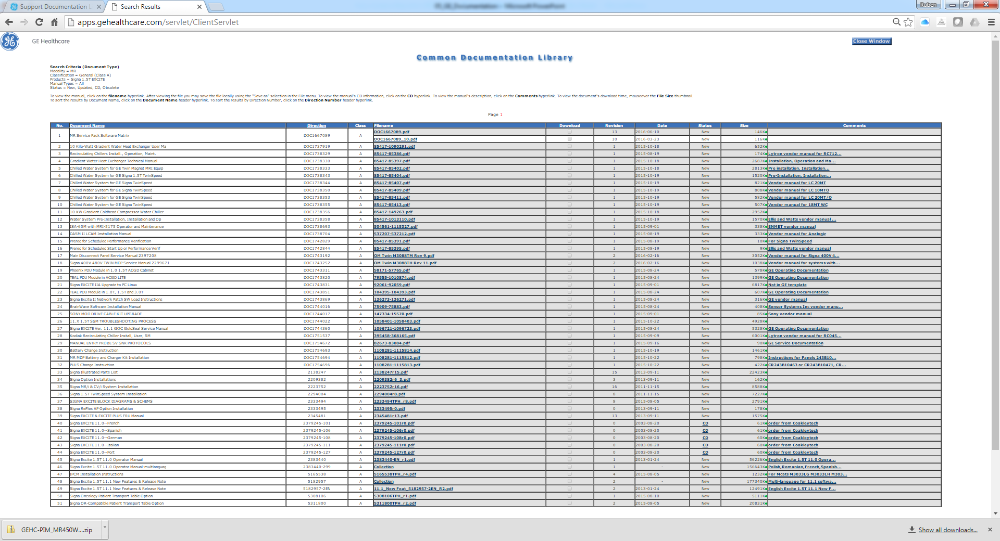 Support Documentation L
Search Results
Ruben
apps.gehealthcare.com/servlet/ClientServlet
GE Healthcare
Close Window
Common Documentation Library
Search Criteria (Document Type)
Modality = MR
Classification = General (Class A)
Products = Signa 1.5T EXCITE
Manual Types = All
Status = New, Updated, CD, Obsolete
To view the manual, click on the filename hyperlink. After viewing the file you may save the file locally using the "Save as" selection in the File menu. To view the manual's CD information, click on the CD hyperlink. To view the manual's description, click on the Comments hyperlink. To view the document's download time, mouseover the File Size thumbnail.
To sort the results by Document Name, click on the Document Name header hyperlink. To sort the results by Direction Number, click on the Direction Number header hyperlink.
Page 1
No. Document Name Direction Class Filename Download Revision Date Status Size Comments
1 MR Service Pack Software Matrix DOC1667089 A DOC1667089.pdf 13 2016-06-10 New 146K
DOC1667089_10.pdf 10 2016-03-23 New 116K
2 10 Kilo-Watt Gradient Water Heat Exchanger User Ma DOC1737919 A 85417-1090291.pdf 1 2015-10-18 New 652K
3 Recirculating Chillers Install., Operation, Maint. DOC1738329 A 85417-85386.pdf 1 2015-08-19 New 174K Lytron vendor manual for RC712...
4 Gradient Water Heat Exchanger Technical Manual DOC1738330 A 85417-85397.pdf 1 2015-10-18 New 2687K Installation, Operation and Ma...
5 Chilled Water System for GE Twin Magnet MRI Equip DOC1738333 A 85417-85402.pdf 1 2015-10-18 New 2813K Pre installation, Installation...
6 Chilled Water System for GE Signa 1.5T TwinSpeed DOC1738343 A 85417-85404.pdf 1 2015-10-19 New 1520K Pre-Installation, Installation...
7 Chilled Water System for GE Signa TwinSpeed DOC1738344 A 85417-85407.pdf 1 2015-10-19 New 821K Vendor manual for LC 20MT
8 Chilled Water System for GE Signa TwinSpeed DOC1738350 A 85417-85409.pdf 1 2015-10-19 New 808K Vendor manual for LC 10MTO
9 Chilled Water System for GE Signa TwinSpeed DOC1738353 A 85417-85411.pdf 1 2015-10-19 New 582K Vendor manual for LC 20MT/O
10 Chilled Water System for GE Signa TwinSpeed DOC1738355 A 85417-85413.pdf 1 2015-10-19 New 507K Vendor manual for 18MT WC
11 10 KW Gradient Coldhead Compressor Water Chiller DOC1738356 A 85417-149263.pdf 1 2015-10-18 New 2952K
12 Water System Pre-Installation, Installation and Op DOC1738358 A 85417-1013110.pdf 1 2015-10-19 New 1570K Ellis and Watts vendor manual ...
13 ISA-60M with MRI-5175 Operator and Maintenance DOC1738693 A 504561-1115327.pdf 1 2015-09-01 New 338K ENMET vendor manual
14 DASM II LCAM Installation Manual DOC1738704 A 537207-537212.pdf 1 2015-08-19 New 333K Vendor manual for Analogic
15 Prereq for Scheduled Performance Verification DOC1742829 A 85417-85391.pdf 1 2015-08-19 New 10K For Signa TwinSpeed
16 Prereq for Scheduled Start Up or Performance Verif DOC1742844 A 85417-85395.pdf 1 2015-08-19 New 9K Ellis and Watts vendor manual
17 Main Disconnect Panel Service Manual 2397208 DOC1743192 A OM Twin M3088TM Rev 9.pdf 2 2016-02-16 New 3052K Vendor manual for Signa 400V 4...
18 Signa 400V 480V TWIN MDP Service Manual 2299671 DOC1743252 A OM Twin M3088TH Rev 11.pdf 2 2016-02-16 New 1038K Vendor manual for systems with...
19 Phoenix PDU Module in 1.0 1.5T ACGD Cabinet DOC1743311 A 58171-57765.pdf 1 2015-08-24 New 578K GE Operating Documentation
20 TEAL PDU Module in ACGD LITE DOC1743820 A 79555-1010874.pdf 1 2015-08-24 New 1399K GE Operating Documentation
21 Signa EXCITE IIA Upgrade to PC Linux DOC1743831 A 92061-92059.pdf 1 2015-09-01 New 6817K Not in GE template
22 TEAL PDU Module in 1.0T, 1.5T and 3.0T DOC1743851 A 104395-104393.pdf 1 2015-08-24 New 607K GE Operating Documentation
23 Signa Excite II Network Patch SW Load Instructions DOC1743869 A 136273-136271.pdf 1 2015-08-24 New 316K GE vendor manual
24 BrainWave Software Installation Manual DOC1744016 A 75909-75883.pdf 1 2015-08-24 New 408K Sensor Systems Inc vendor manu...
25 SONY MOD DRIVE CABLE KIT UPGRADE DOC1744017 A 147334-15570.pdf 1 2015-09-01 New 85K Sony vendor manual
26 11.X 1.5T SSM TROUBLESHOOTING PROCESS DOC1744022 A 1058401-1058403.pdf 1 2015-10-22 New 4928K
27 Signa EXCITE Ver. 11.1 GOC GoldSeal Service Manual DOC1744360 A 1096721-1096723.pdf 1 2015-08-24 New 5328K GE Operating Documentation
28 Kodiak Recirculating Chiller Install, User, SM DOC1751537 A 395458-368165.pdf 1 2015-09-09 New 6001K Lytron vendor manual for RC045...
29 MANUAL ENTRY PROBE SV SNR PROTOCOLS DOC1754672 A 82673-83084.pdf 1 2015-09-16 New 90K GE Service Documentation
30 Battery Change Instruction DOC1754693 A 1108281-1115814.pdf 1 2015-10-19 New 1461K
31 MR MDP Battery and Charger Kit Installation DOC1754694 A 1108281-1115812.pdf 1 2015-10-22 New 798K Instructions for Panels 243B10...
32 PULS Change Instruction DOC1754696 A 1108281-1115813.pdf 1 2015-10-22 New 422K CR243B10463 or CR243B10471, CR...
33 Signa Illustrated Parts List 2138247 A 2138247r15.pdf 15 2013-09-11 New 22423K
34 Signa Option Installations 2209382 A 2209382r6_3.pdf 3 2013-09-11 New 162K
35 Signa MR/i & CV/i System Installation 2223752 A 2223752r16.pdf 16 2011-11-15 New 8588K
36 Signa 1.5T TwinSpeed System Installation 2294004 A 2294004r8.pdf 8 2011-11-15 New 7227K
37 SIGNA EXCITE BLOCK DIAGRAMS & SCHEMS 2333494 A 2333494TPH_r8.pdf 8 2015-08-05 New 2791K
38 Signa ReFlex AP Option Installation 2333495 A 2333495r0.pdf 0 2013-09-11 New 178K
39 Signa EXCITE & EXCITE PLUS FRU Manual 2345481 A 2345481r13.pdf 13 2013-09-11 New 1575K
40 Signa EXCITE 11.0--French 2379245-101 A 2379245-101r0.pdf 0 2003-08-20 CD 61K order from Coakleytech
41 Signa EXCITE 11.0--Spanish 2379245-106 A 2379245-106r0.pdf 0 2003-08-20 CD 61K order from Coakleytech
42 Signa EXCITE 11.0--German 2379245-108 A 2379245-108r0.pdf 0 2003-08-20 CD 60K order from Coakleytech
43 Signa EXCITE 11.0--Italian 2379245-111 A 2379245-111r0.pdf 0 2003-08-20 CD 60K order from Coakleytech
44 Signa EXCITE 11.0--Port 2379245-127 A 2379245-127r0.pdf 0 2003-08-20 CD 60K order from Coakleytech
45 Signa Excite 1.5T 11.0 Operator Manual 2383440 A 2383440-EN_r1.pdf 1 2013-01-24 New 56226K English Excite 1.5T 11.0 Opera...
46 Signa Excite 1.5T 11.0 Operator Manual-multilanguag 2383440-299 A Collection 1 - New 156643K Polish,Romanian,French,Spanish...
47 IPCM Installation Instructions 5165538 A 5165538TPH_r4.pdf 4 2015-08-05 New 1232K For Mcats M3033LG M3033LH M303...
48 Signa Excite 1.5T 11.1 New Features & Release Note 5182957 A Collection 2 - New 177340K Multi-language for 11.1 softwa...
49 Signa Excite 1.5T 11.1 New Features & Release Note 5182957-2EN A 11.1_New Feat_5182957-2EN_R2.pdf 2 2013-01-24 New 12491K English Excite 1.5T 11.1 New F...
50 Signa Oncology Patient Transport Table Option 5308106 A 5308106TPH_r1.pdf 1 2015-08-10 New 5111K
51 Signa OR-Compatible Patient Transport Table Option 5311800 A 5311800TPH_r2.pdf 2 2015-08-05 New 20831K
GEHC-PIM_MR450W....zip
Show all downloads...